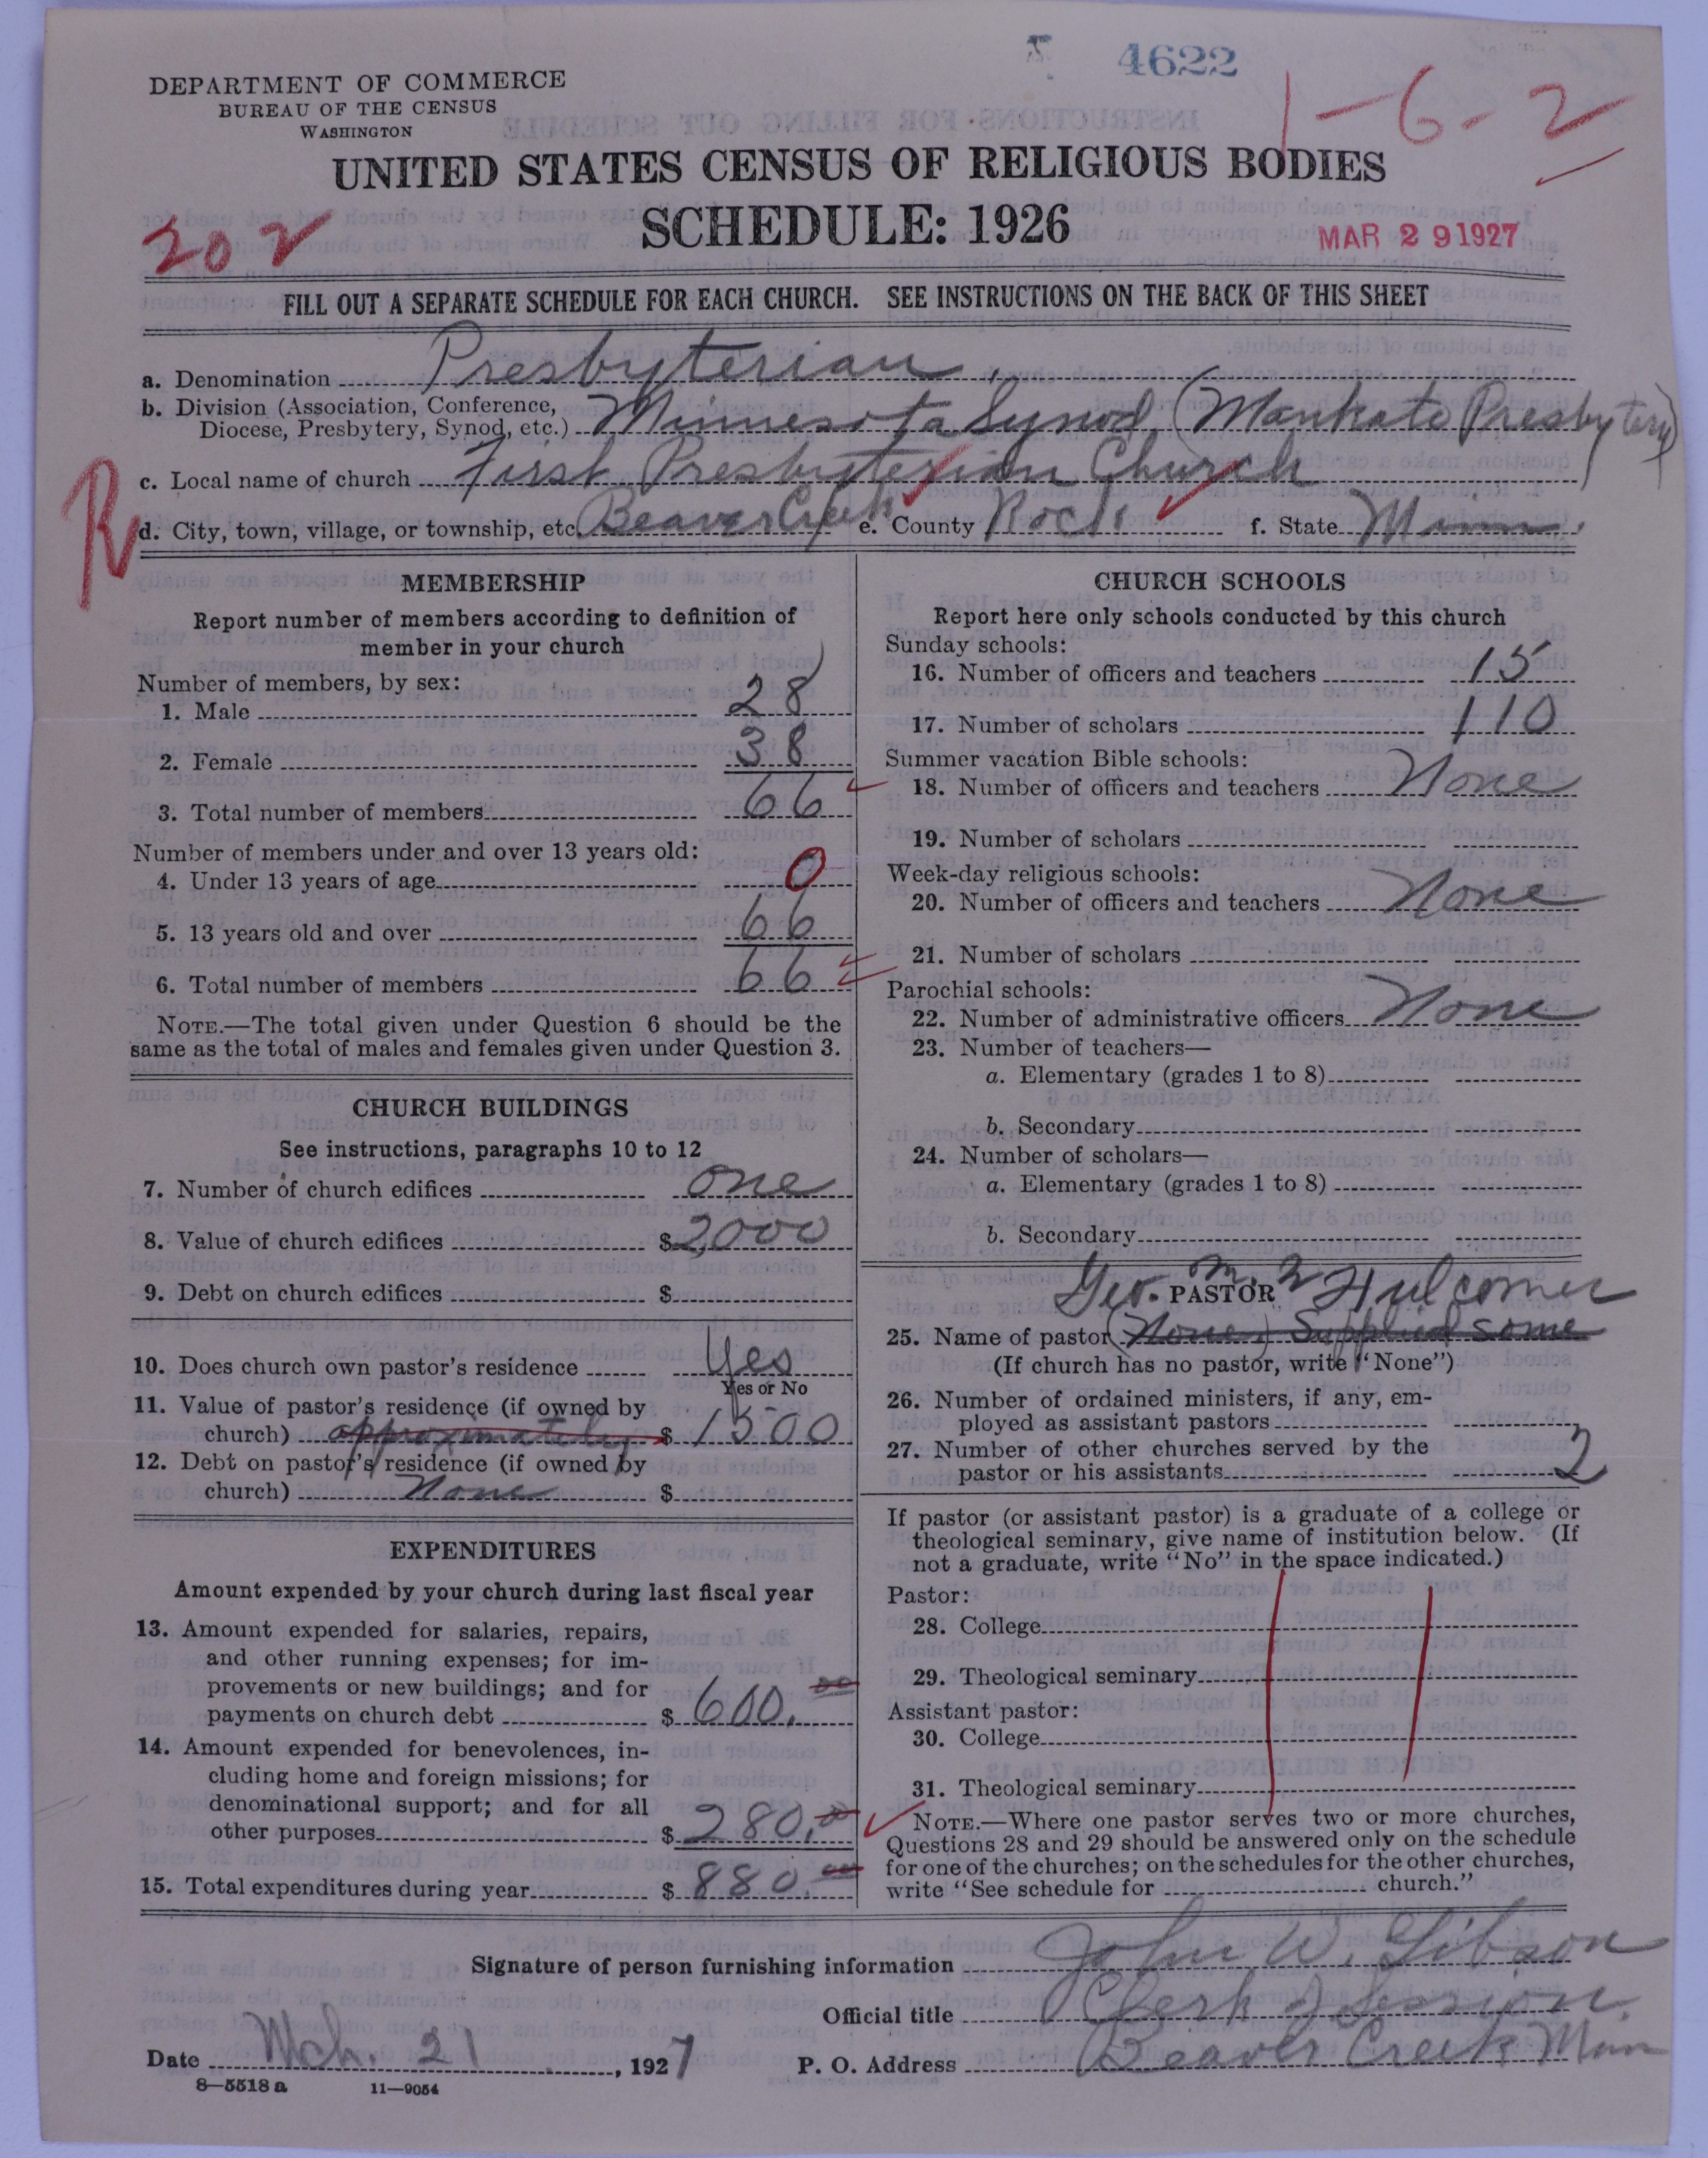 4622
DEPARTMENT OF COMMERCE
BUREAU OF THE CENSUS
WASHINGTON
1-6-2
UNITED STATES CENSUS OF RELIGIOUS BODIES
SCHEDULE: 1926
202
MAR 29 1927
FILL OUT A SEPARATE SCHEDULE FOR EACH CHURCH. SEE INSTRUCTIONS ON THE BACK OF THIS SHEET
a. Denomination Presbyterian
b. Division (Association, Conference,
Diocese, Presbytery, Synod, etc.) Minnesota Synod (Mankato Presbytery)
c. Local name of church First Presbyterian Church
R
d. City, town, village, or township, etc. Beaver Creek e. County Rock f. State Minn.
MEMBERSHIP
Report number of members according to definition of
member in your church
Number of members, by sex:
1. Male 28
2. Female 38
3. Total number of members 66
Number of members under and over 13 years old:
4. Under 13 years of age 0
5. 13 years old and over 66
6. Total number of members 66
NOTE.—The total given under Question 6 should be the
same as the total of males and females given under Question 3.
CHURCH BUILDINGS
See instructions, paragraphs 10 to 12
7. Number of church edifices one
8. Value of church edifices $2000
9. Debt on church edifices $
10. Does church own pastor's residence Yes
Yes or No
11. Value of pastor's residence (if owned by
church) approximately $1500
12. Debt on pastor's residence (if owned by
church) None $
EXPENDITURES
Amount expended by your church during last fiscal year
13. Amount expended for salaries, repairs,
and other running expenses; for im-
provements or new buildings; and for
payments on church debt $600.00
14. Amount expended for benevolences, in-
cluding home and foreign missions; for
denominational support; and for all
other purposes $280.00
15. Total expenditures during year $880.00
CHURCH SCHOOLS
Report here only schools conducted by this church
Sunday schools:
16. Number of officers and teachers 15
17. Number of scholars 110
Summer vacation Bible schools:
18. Number of officers and teachers None
19. Number of scholars
Week-day religious schools:
20. Number of officers and teachers None
21. Number of scholars
Parochial schools:
22. Number of administrative officers None
23. Number of teachers—
a. Elementary (grades 1 to 8)
b. Secondary
24. Number of scholars—
a. Elementary (grades 1 to 8)
b. Secondary
PASTOR
Geo. M. Hulcomer
25. Name of pastor (None) Supplied some
(If church has no pastor, write "None")
26. Number of ordained ministers, if any, em-
ployed as assistant pastors
27. Number of other churches served by the
pastor or his assistants 2
If pastor (or assistant pastor) is a graduate of a college or
theological seminary, give name of institution below. (If
not a graduate, write "No" in the space indicated.)
Pastor:
28. College
29. Theological seminary
Assistant pastor:
30. College
31. Theological seminary
NOTE.—Where one pastor serves two or more churches,
Questions 28 and 29 should be answered only on the schedule
for one of the churches; on the schedules for the other churches,
write "See schedule for church."
Signature of person furnishing information John W. Gibson
Official title Clerk of Session
Date Mch. 21, 1927 P. O. Address Beaver Creek Minn
8—5518 a 11—9054